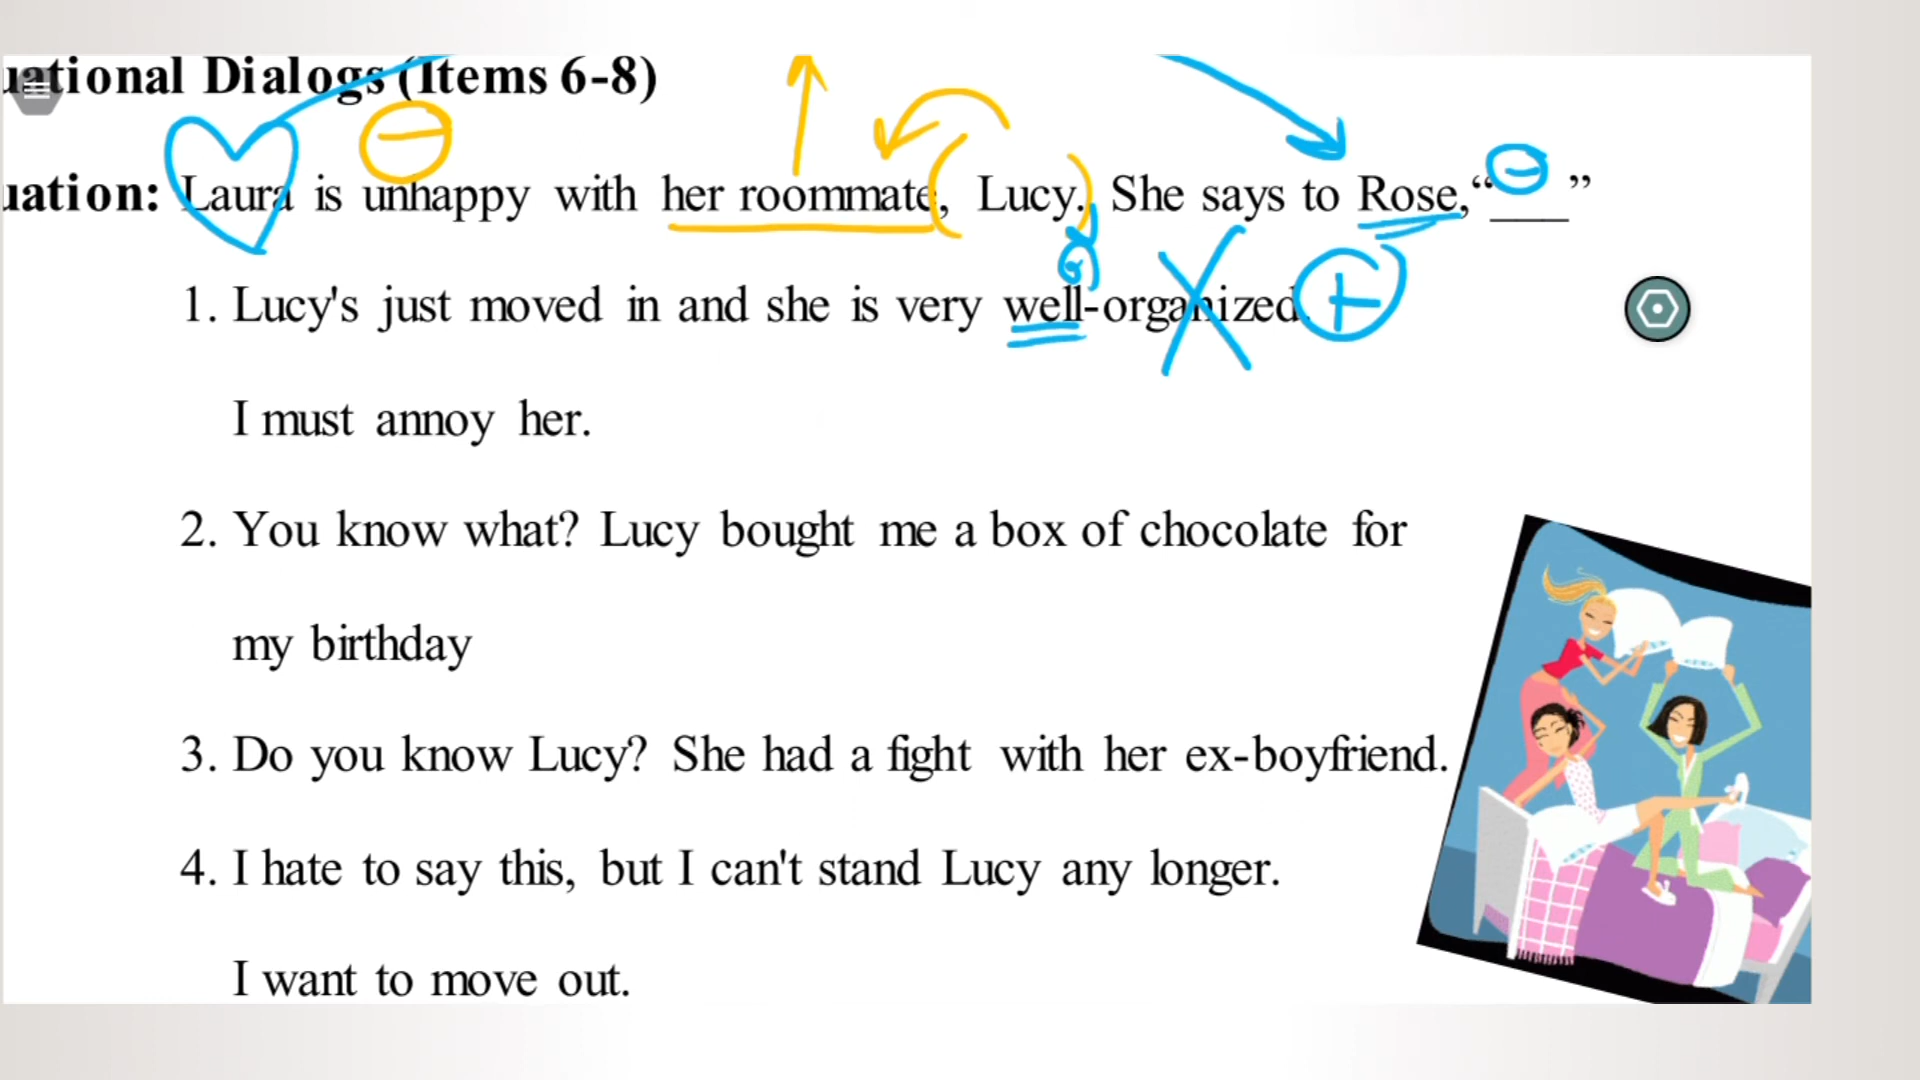 uational Dialogs (Items 6-8)
uation: Laura is unhappy with her roommate, Lucy. She says to Rose, “___”
1. Lucy's just moved in and she is very well-organized.
I must annoy her.
2. You know what? Lucy bought me a box of chocolate for
my birthday
3. Do you know Lucy? She had a fight with her ex-boyfriend.
4. I hate to say this, but I can't stand Lucy any longer.
I want to move out.